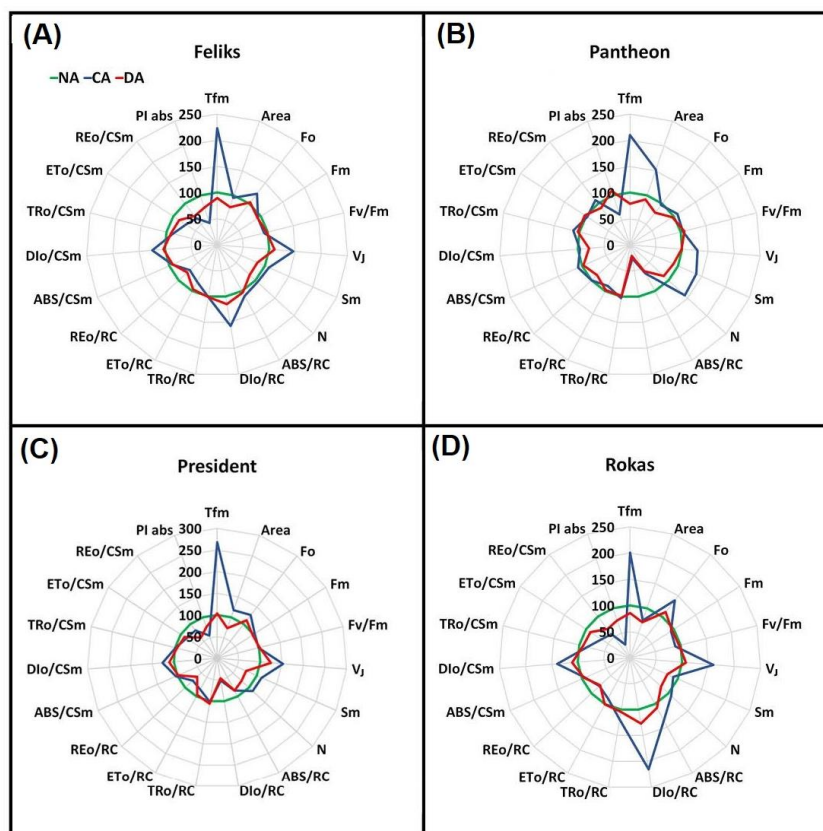 (A)
Feliks
NA CA DA
Tfm
Area
Fo
Fm
Fv/Fm
VJ
Sm
N
ABS/RC
DIo/RC
TRo/RC
ETo/RC
REo/RC
ABS/CSm
DIo/CSm
TRo/CSm
ETo/CSm
REo/CSm
PI abs
250
200
150
100
50
0
(B)
Pantheon
Tfm
Area
Fo
Fm
Fv/Fm
VJ
Sm
N
ABS/RC
DIo/RC
TRo/RC
ETo/RC
REo/RC
ABS/CSm
DIo/CSm
TRo/CSm
ETo/CSm
REo/CSm
PI abs
250
200
150
100
50
0
(C)
President
Tfm
Area
Fo
Fm
Fv/Fm
VJ
Sm
N
ABS/RC
DIo/RC
TRo/RC
ETo/RC
REo/RC
ABS/CSm
DIo/CSm
TRo/CSm
ETo/CSm
REo/CSm
PI abs
300
250
200
150
100
50
0
(D)
Rokas
Tfm
Area
Fo
Fm
Fv/Fm
VJ
Sm
N
ABS/RC
DIo/RC
TRo/RC
ETo/RC
REo/RC
ABS/CSm
DIo/CSm
TRo/CSm
ETo/CSm
REo/CSm
PI abs
250
200
150
100
50
0